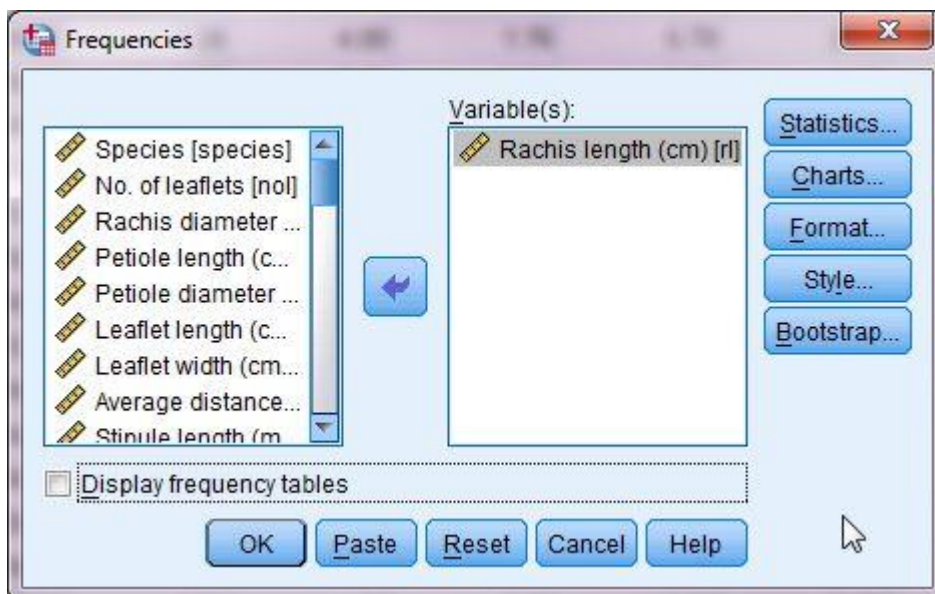 Frequencies
Species [species]
No. of leaflets [nol]
Rachis diameter ...
Petiole length (c...
Petiole diameter ...
Leaflet length (c...
Leaflet width (cm...
Average distance...
Stipule length (m
Variable(s):
Rachis length (cm) [rl]
Statistics...
Charts...
Format...
Style...
Bootstrap...
Display frequency tables
OK
Paste
Reset
Cancel
Help